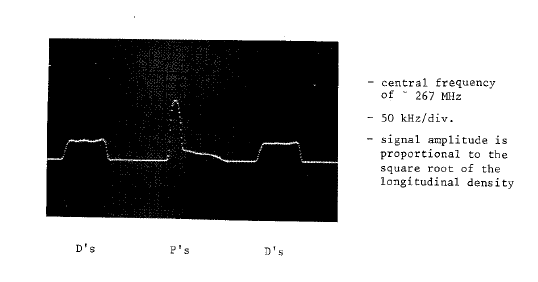 - central frequency
of ~ 267 MHz
- 50 kHz/div.
- signal amplitude is
proportional to the
square root of the
longitudinal density
D's P's D's